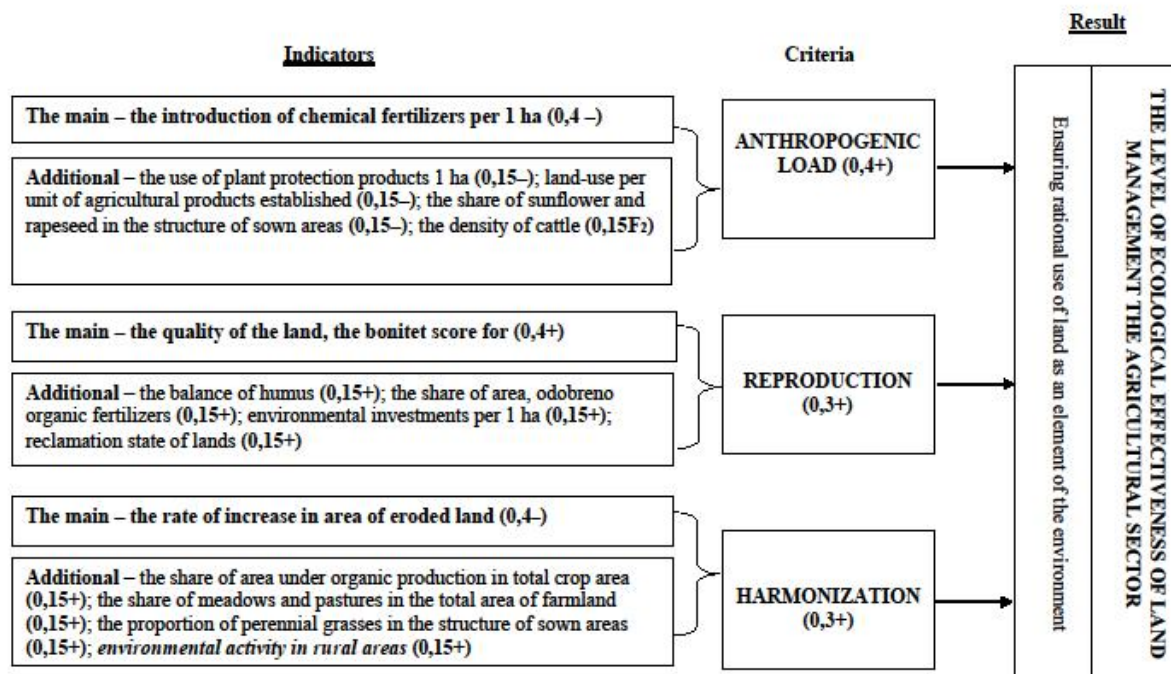 Result
Indicators
Criteria
The main – the introduction of chemical fertilizers per 1 ha (0,4 –)
Additional – the use of plant protection products 1 ha (0,15–); land-use per
unit of agricultural products established (0,15–); the share of sunflower and
rapeseed in the structure of sown areas (0,15–); the density of cattle (0,15F₂)
ANTHROPOGENIC
LOAD (0,4+)
The main – the quality of the land, the bonitet score for (0,4+)
Additional – the balance of humus (0,15+); the share of area, odobreno
organic fertilizers (0,15+); environmental investments per 1 ha (0,15+);
reclamation state of lands (0,15+)
REPRODUCTION
(0,3+)
The main – the rate of increase in area of eroded land (0,4–)
Additional – the share of area under organic production in total crop area
(0,15+); the share of meadows and pastures in the total area of farmland
(0,15+); the proportion of perennial grasses in the structure of sown areas
(0,15+); environmental activity in rural areas (0,15+)
HARMONIZATION
(0,3+)
Ensuring rational use of land as an element of the environment
THE LEVEL OF ECOLOGICAL EFFECTIVENESS OF LAND
MANAGEMENT THE AGRICULTURAL SECTOR